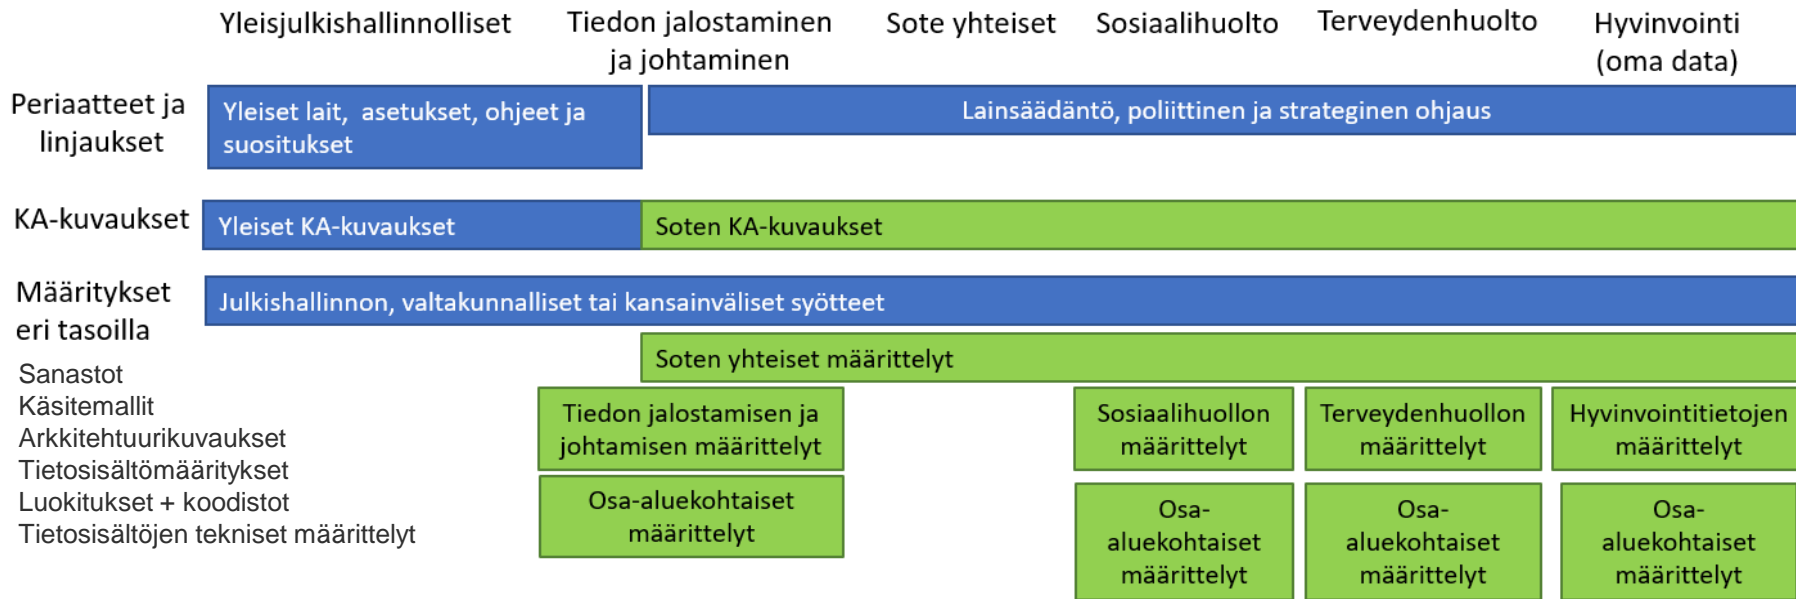 Yleisjulkishallinnolliset
Tiedon jalostaminen
ja johtaminen
Sote yhteiset
Sosiaalihuolto
Terveydenhuolto
Hyvinvointi
(oma data)
Periaatteet ja
linjaukset
Yleiset lait, asetukset, ohjeet ja
suositukset
Lainsäädäntö, poliittinen ja strateginen ohjaus
KA-kuvaukset
Yleiset KA-kuvaukset
Soten KA-kuvaukset
Määritykset
eri tasoilla
Julkishallinnon, valtakunnalliset tai kansainväliset syötteet
Soten yhteiset määrittelyt
Sanastot
Käsitemallit
Arkkitehtuurikuvaukset
Tietosisältömääritykset
Luokitukset + koodistot
Tietosisältöjen tekniset määrittelyt
Tiedon jalostamisen ja
johtamisen määrittelyt
Sosiaalihuollon
määrittelyt
Terveydenhuollon
määrittelyt
Hyvinvointitietojen
määrittelyt
Osa-aluekohtaiset
määrittelyt
Osa-
aluekohtaiset
määrittelyt
Osa-
aluekohtaiset
määrittelyt
Osa-
aluekohtaiset
määrittelyt